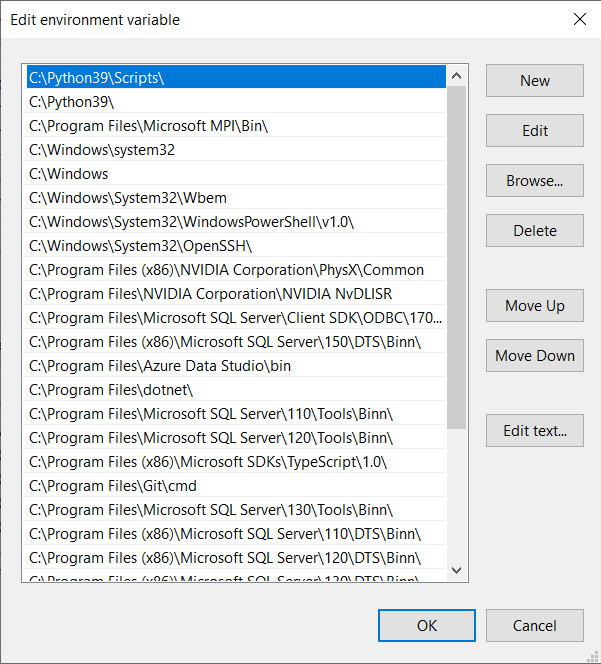 Edit environment variable
C:\Python39\Scripts\
New
C:\Python39\
C:\Program Files\Microsoft MPI\Bin\
Edit
C:\Windows\system32
C:\Windows
Browse...
C:\Windows\System32\Wbem
C:\Windows\System32\WindowsPowerShell\v1.0\
Delete
C:\Windows\System32\OpenSSH\
C:\Program Files (x86)\NVIDIA Corporation\PhysX\Common
C:\Program Files\NVIDIA Corporation\NVIDIA NvDLISR
Move Up
C:\Program Files\Microsoft SQL Server\Client SDK\ODBC\170...
C:\Program Files (x86)\Microsoft SQL Server\150\DTS\Binn\
Move Down
C:\Program Files\Azure Data Studio\bin
C:\Program Files\dotnet\
C:\Program Files\Microsoft SQL Server\110\Tools\Binn\
C:\Program Files\Microsoft SQL Server\120\Tools\Binn\
Edit text...
C:\Program Files (x86)\Microsoft SDKs\TypeScript\1.0\
C:\Program Files\Git\cmd
C:\Program Files\Microsoft SQL Server\130\Tools\Binn\
C:\Program Files (x86)\Microsoft SQL Server\110\DTS\Binn\
C:\Program Files (x86)\Microsoft SQL Server\120\DTS\Binn\
C:\Program Files (x86)\Microsoft SQL Server\130\DTS\Binn\
OK
Cancel